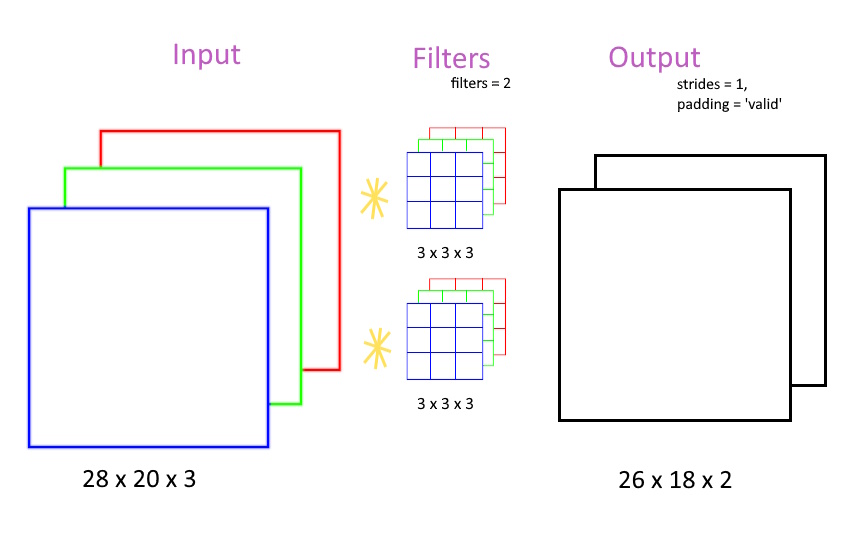 Input
Filters
filters = 2
Output
strides = 1,
padding = 'valid'
3 x 3 x 3
3 x 3 x 3
28 x 20 x 3
26 x 18 x 2